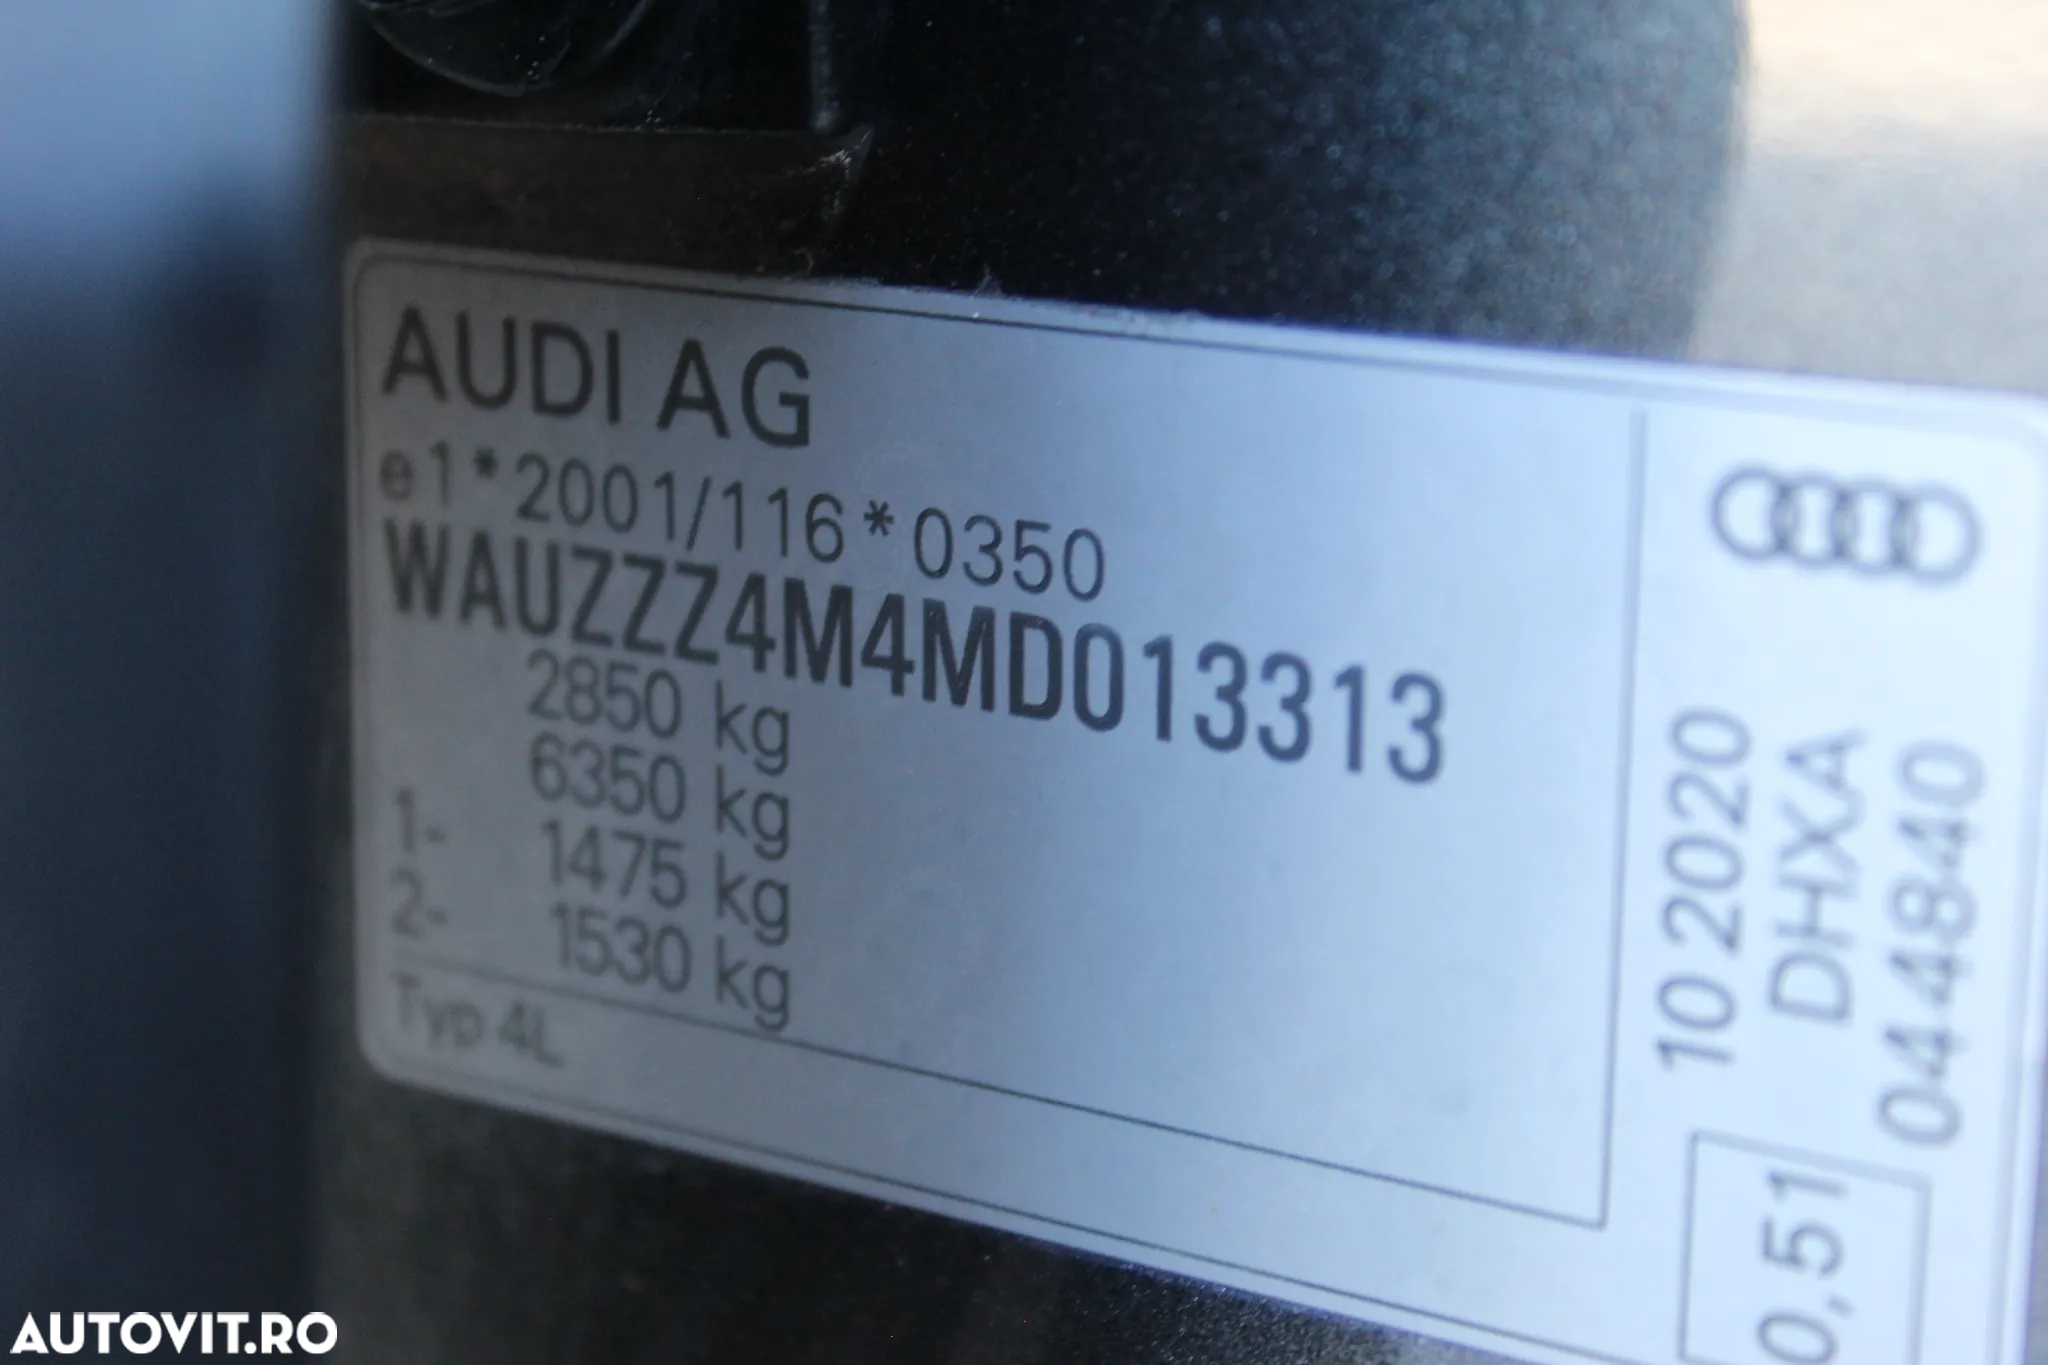 AUDI AG
e1*2001/116*0350
WAUZZZ4M4MD013313
2850 kg
6350 kg
1- 1475 kg
2- 1530 kg
Typ 4L
10 2020
DHXA
044840
0,51
AUTOVIT.RO